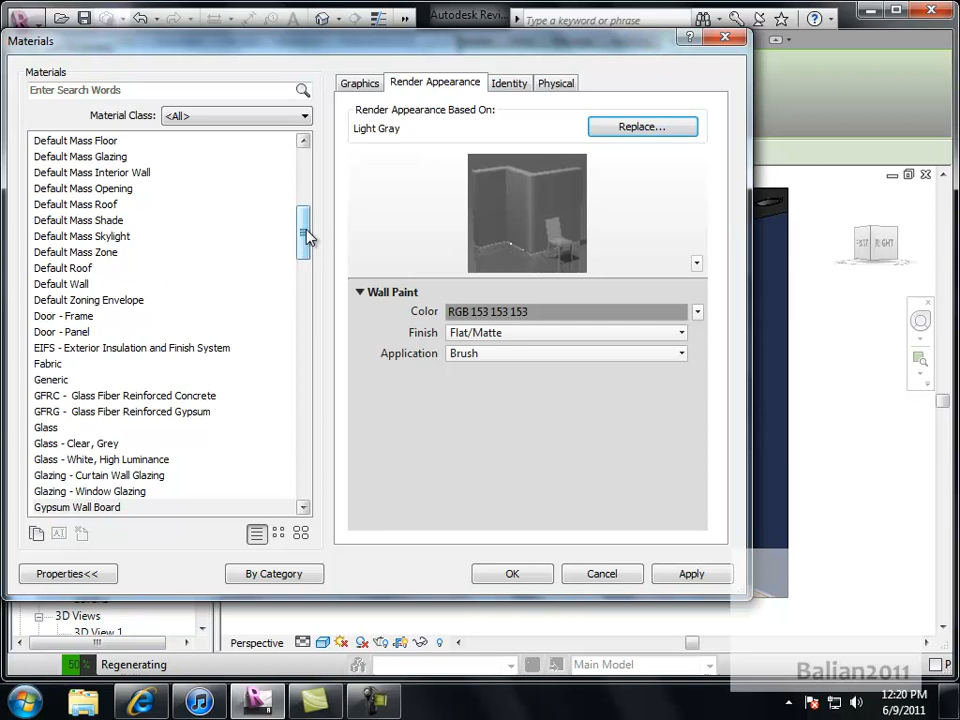 Autodesk Revi...
Type a keyword or phrase
Materials
Materials
Enter Search Words
Material Class:
<All>
Default Mass Floor
Default Mass Glazing
Default Mass Interior Wall
Default Mass Opening
Default Mass Roof
Default Mass Shade
Default Mass Skylight
Default Mass Zone
Default Roof
Default Wall
Default Zoning Envelope
Door - Frame
Door - Panel
EIFS - Exterior Insulation and Finish System
Fabric
Generic
GFRC - Glass Fiber Reinforced Concrete
GFRG - Glass Fiber Reinforced Gypsum
Glass
Glass - Clear, Grey
Glass - White, High Luminance
Glazing - Curtain Wall Glazing
Glazing - Window Glazing
Gypsum Wall Board
Properties<<
By Category
Graphics
Render Appearance
Identity
Physical
Render Appearance Based On:
Light Gray
Replace...
Wall Paint
Color
RGB 153 153 153
Finish
Flat/Matte
Application
Brush
OK
Cancel
Apply
RIGHT
3D Views
3D View 1
Perspective
50 %
Regenerating
Main Model
P
Balian2011
12:20 PM
6/9/2011